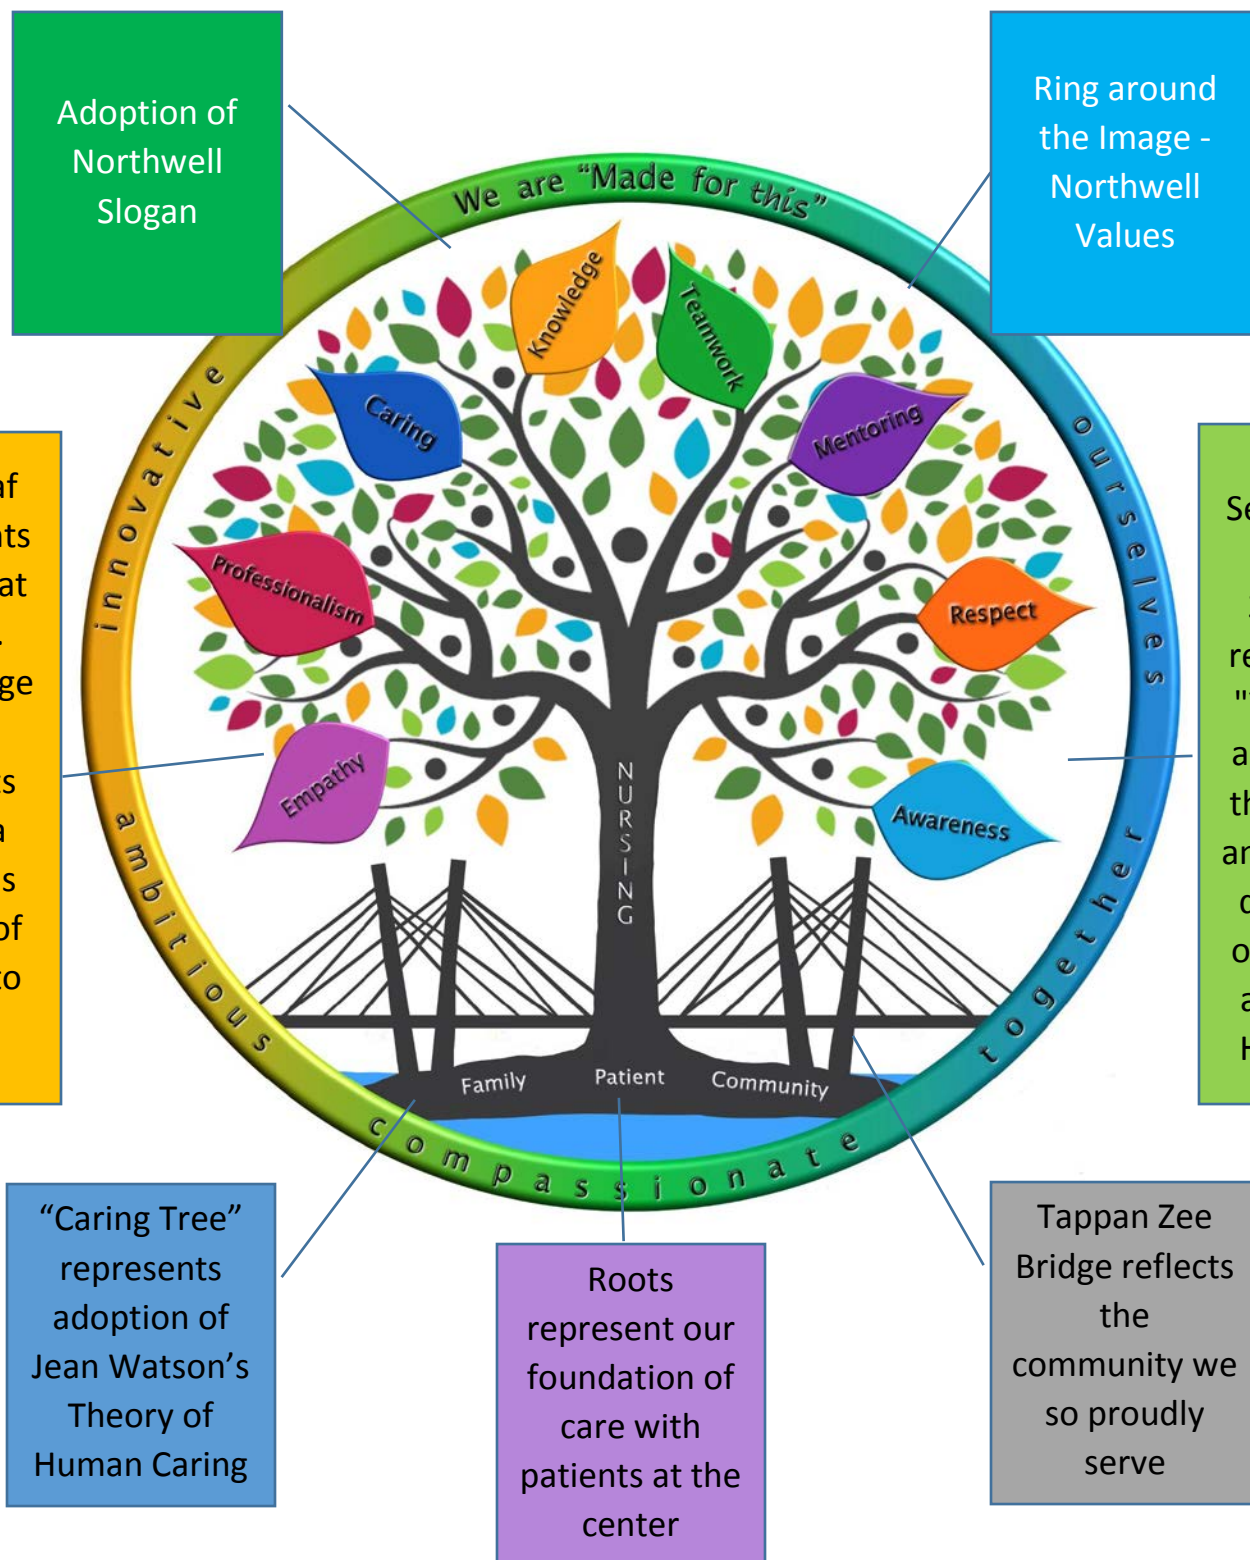 Adoption of
Northwell
Slogan
Ring around
the Image -
Northwell
Values
We are "Made for this"
innovative
ourselves
ambitious
together
compassionate
Knowledge
Teamwork
Caring
Mentoring
Professionalism
Respect
Empathy
Awareness
NURSING
Family
Patient
Community
of
to
“Caring Tree”
represents
adoption of
Jean Watson’s
Theory of
Human Caring
Roots
represent our
foundation of
care with
patients at the
center
Tappan Zee
Bridge reflects
the
community we
so proudly
serve